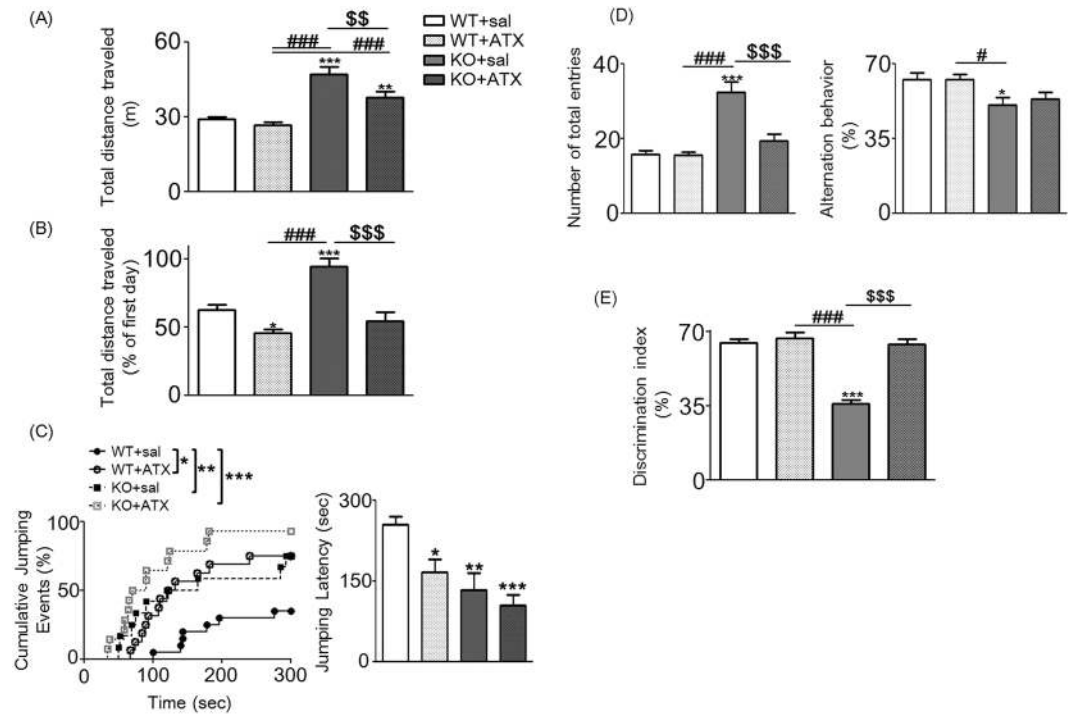 (A)
Total distance traveled
(m)
60
30
0
###
$$
###
***
**
WT+sal
WT+ATX
KO+sal
KO+ATX
(B)
Total distance traveled
(% of first day)
100
50
0
###
$$$
*
***
(C)
WT+sal
WT+ATX
KO+sal
KO+ATX
*
**
***
Cumulative Jumping
Events (%)
100
50
0
0
100
200
300
Time (sec)
Jumping Latency (sec)
300
150
0
*
**
***
(D)
Number of total entries
40
20
0
###
$$$
***
Alternation behavior
(%)
70
35
0
#
*
(E)
Discrimination index
(%)
70
35
0
###
$$$
***